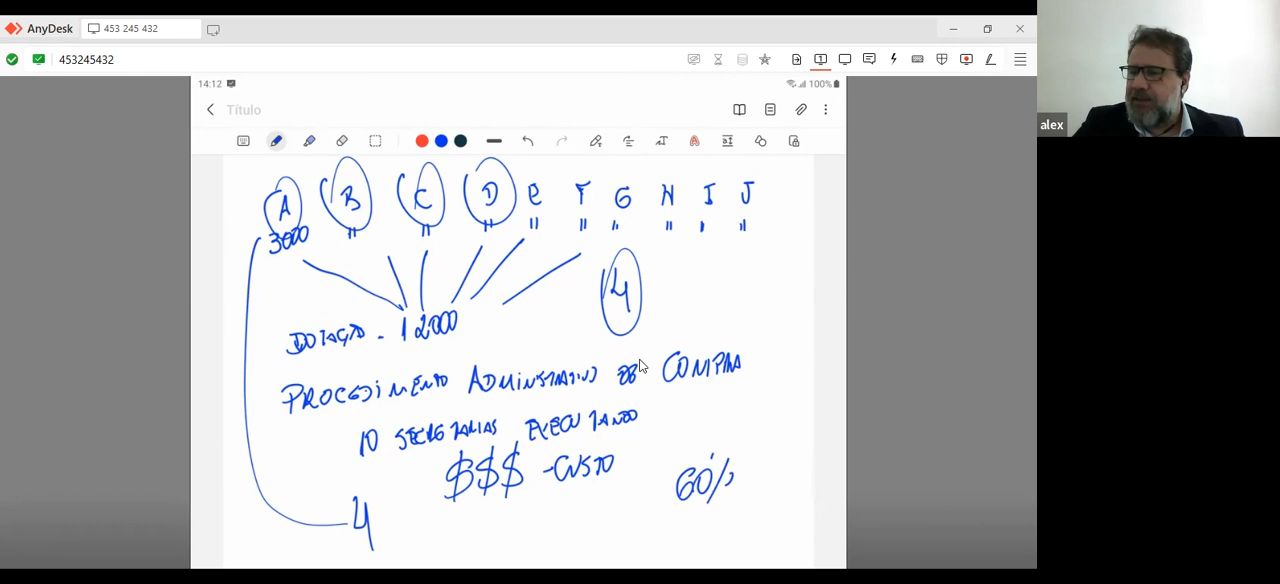 AnyDesk
453 245 432
453245432
alex
14:12
100%
Título
A B C D E F G H I J
3000 " " " " " " " " "
4
DOTAÇÃO - 12000
PROCEDIMENTO ADMINISTRATIVO DE COMPRA
10 SECRETARIAS EXECUTANDO
$$$ - CUSTO
60%
4